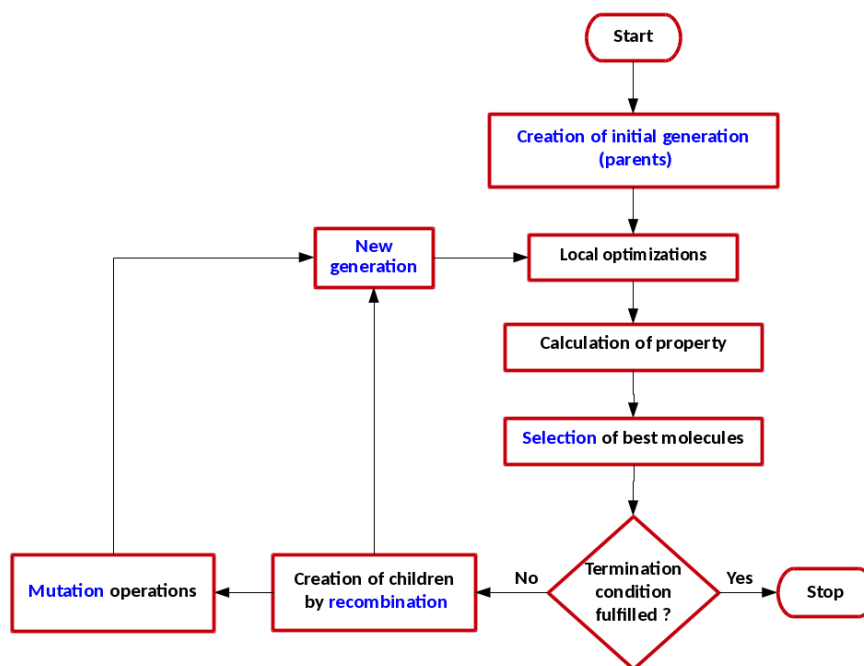 Start
Creation of initial generation
(parents)
New
generation
Local optimizations
Calculation of property
Selection of best molecules
Termination
condition
fulfilled ?
No
Yes
Stop
Creation of children
by recombination
Mutation operations